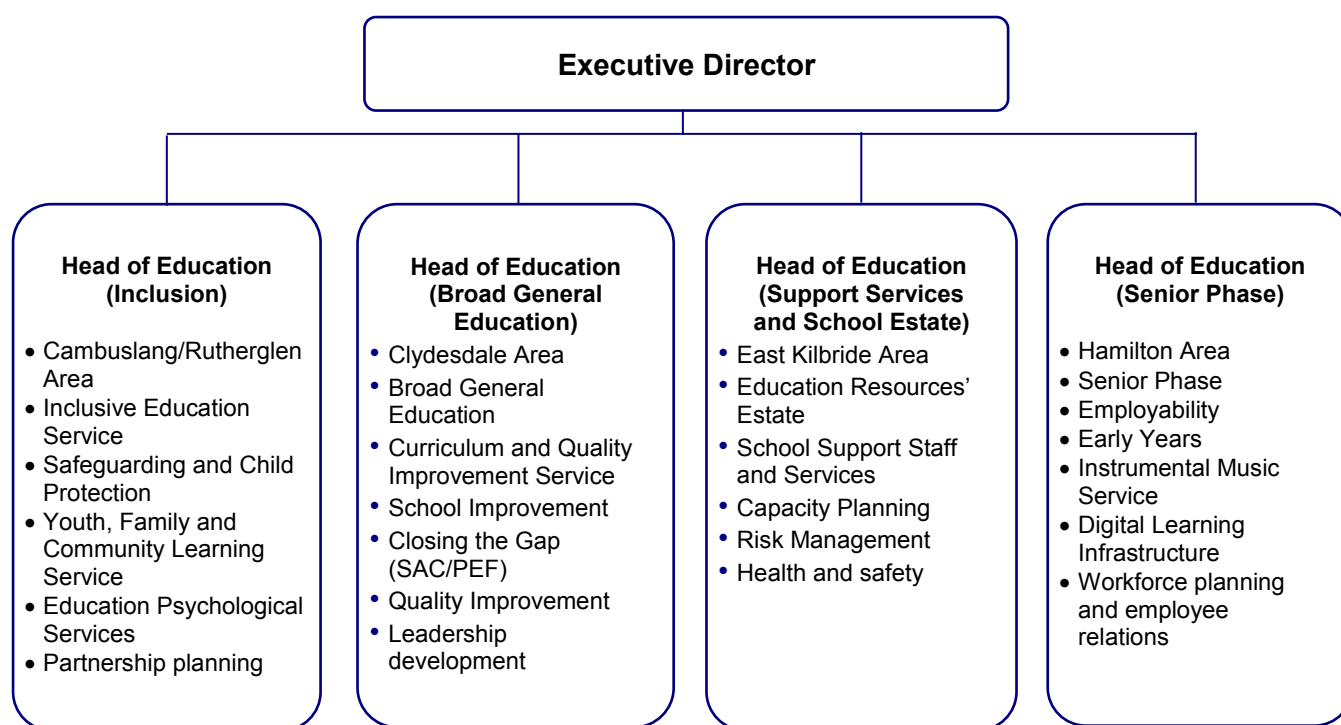 Executive Director
Head of Education
(Inclusion)
• Cambuslang/Rutherglen
Area
• Inclusive Education
Service
• Safeguarding and Child
Protection
• Youth, Family and
Community Learning
Service
• Education Psychological
Services
• Partnership planning
Head of Education
(Broad General
Education)
• Clydesdale Area
• Broad General
Education
• Curriculum and Quality
Improvement Service
• School Improvement
• Closing the Gap
(SAC/PEF)
• Quality Improvement
• Leadership
development
Head of Education
(Support Services
and School Estate)
• East Kilbride Area
• Education Resources’
Estate
• School Support Staff
and Services
• Capacity Planning
• Risk Management
• Health and safety
Head of Education
(Senior Phase)
• Hamilton Area
• Senior Phase
• Employability
• Early Years
• Instrumental Music
Service
• Digital Learning
Infrastructure
• Workforce planning
and employee
relations